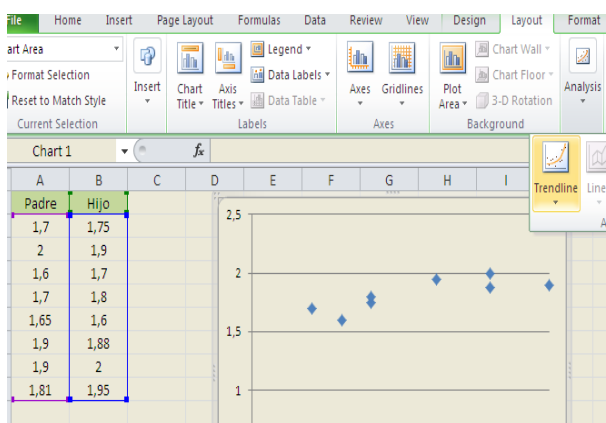 File Home Insert Page Layout Formulas Data Review View Design Layout Format
art Area
Format Selection
Reset to Match Style
Current Selection
Insert
Chart Title
Axis Titles
Legend
Data Labels
Data Table
Labels
Axes
Gridlines
Axes
Plot Area
Chart Wall
Chart Floor
3-D Rotation
Background
Analysis
Trendline
Line
A
Chart 1
fx
A B C D E F G H I
Padre Hijo
1,7 1,75
2 1,9
1,6 1,7
1,7 1,8
1,65 1,6
1,9 1,88
1,9 2
1,81 1,95
2,5
2
1,5
1